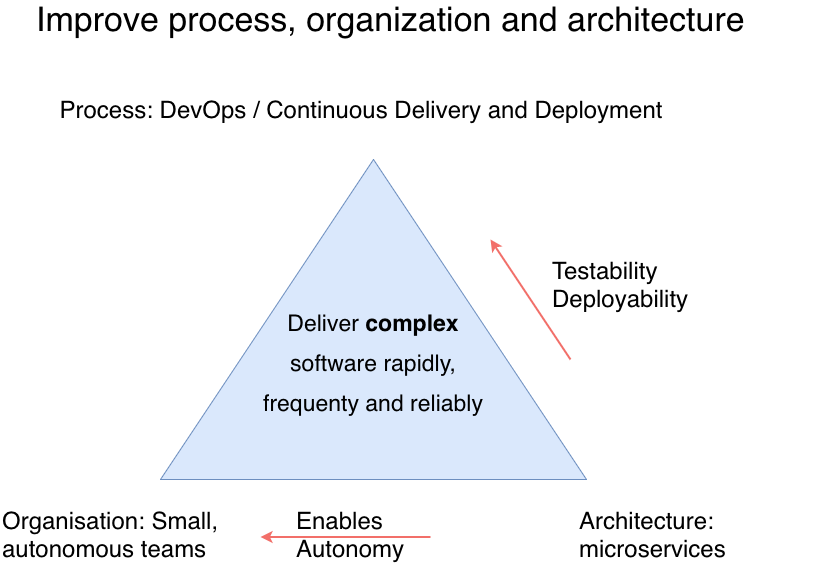 Improve process, organization and architecture
Process: DevOps / Continuous Delivery and Deployment
Testability
Deployability
Deliver complex
software rapidly,
frequenty and reliably
Organisation: Small,
autonomous teams
Enables
Autonomy
Architecture:
microservices